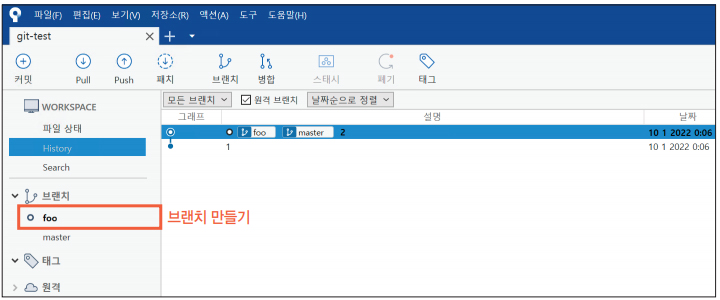 파일(F) 편집(E) 보기(V) 저장소(R) 액션(A) 도구 도움말(H)
git-test
커밋 Pull Push 패치 브랜치 병합 스태시 폐기 태그
WORKSPACE
파일 상태
History
Search
브랜치
foo
master
태그
원격
모든 브랜치 원격 브랜치 날짜순으로 정렬
그래프 설명 날짜
foo master 2 10 1 2022 0:06
1 10 1 2022 0:06
브랜치 만들기